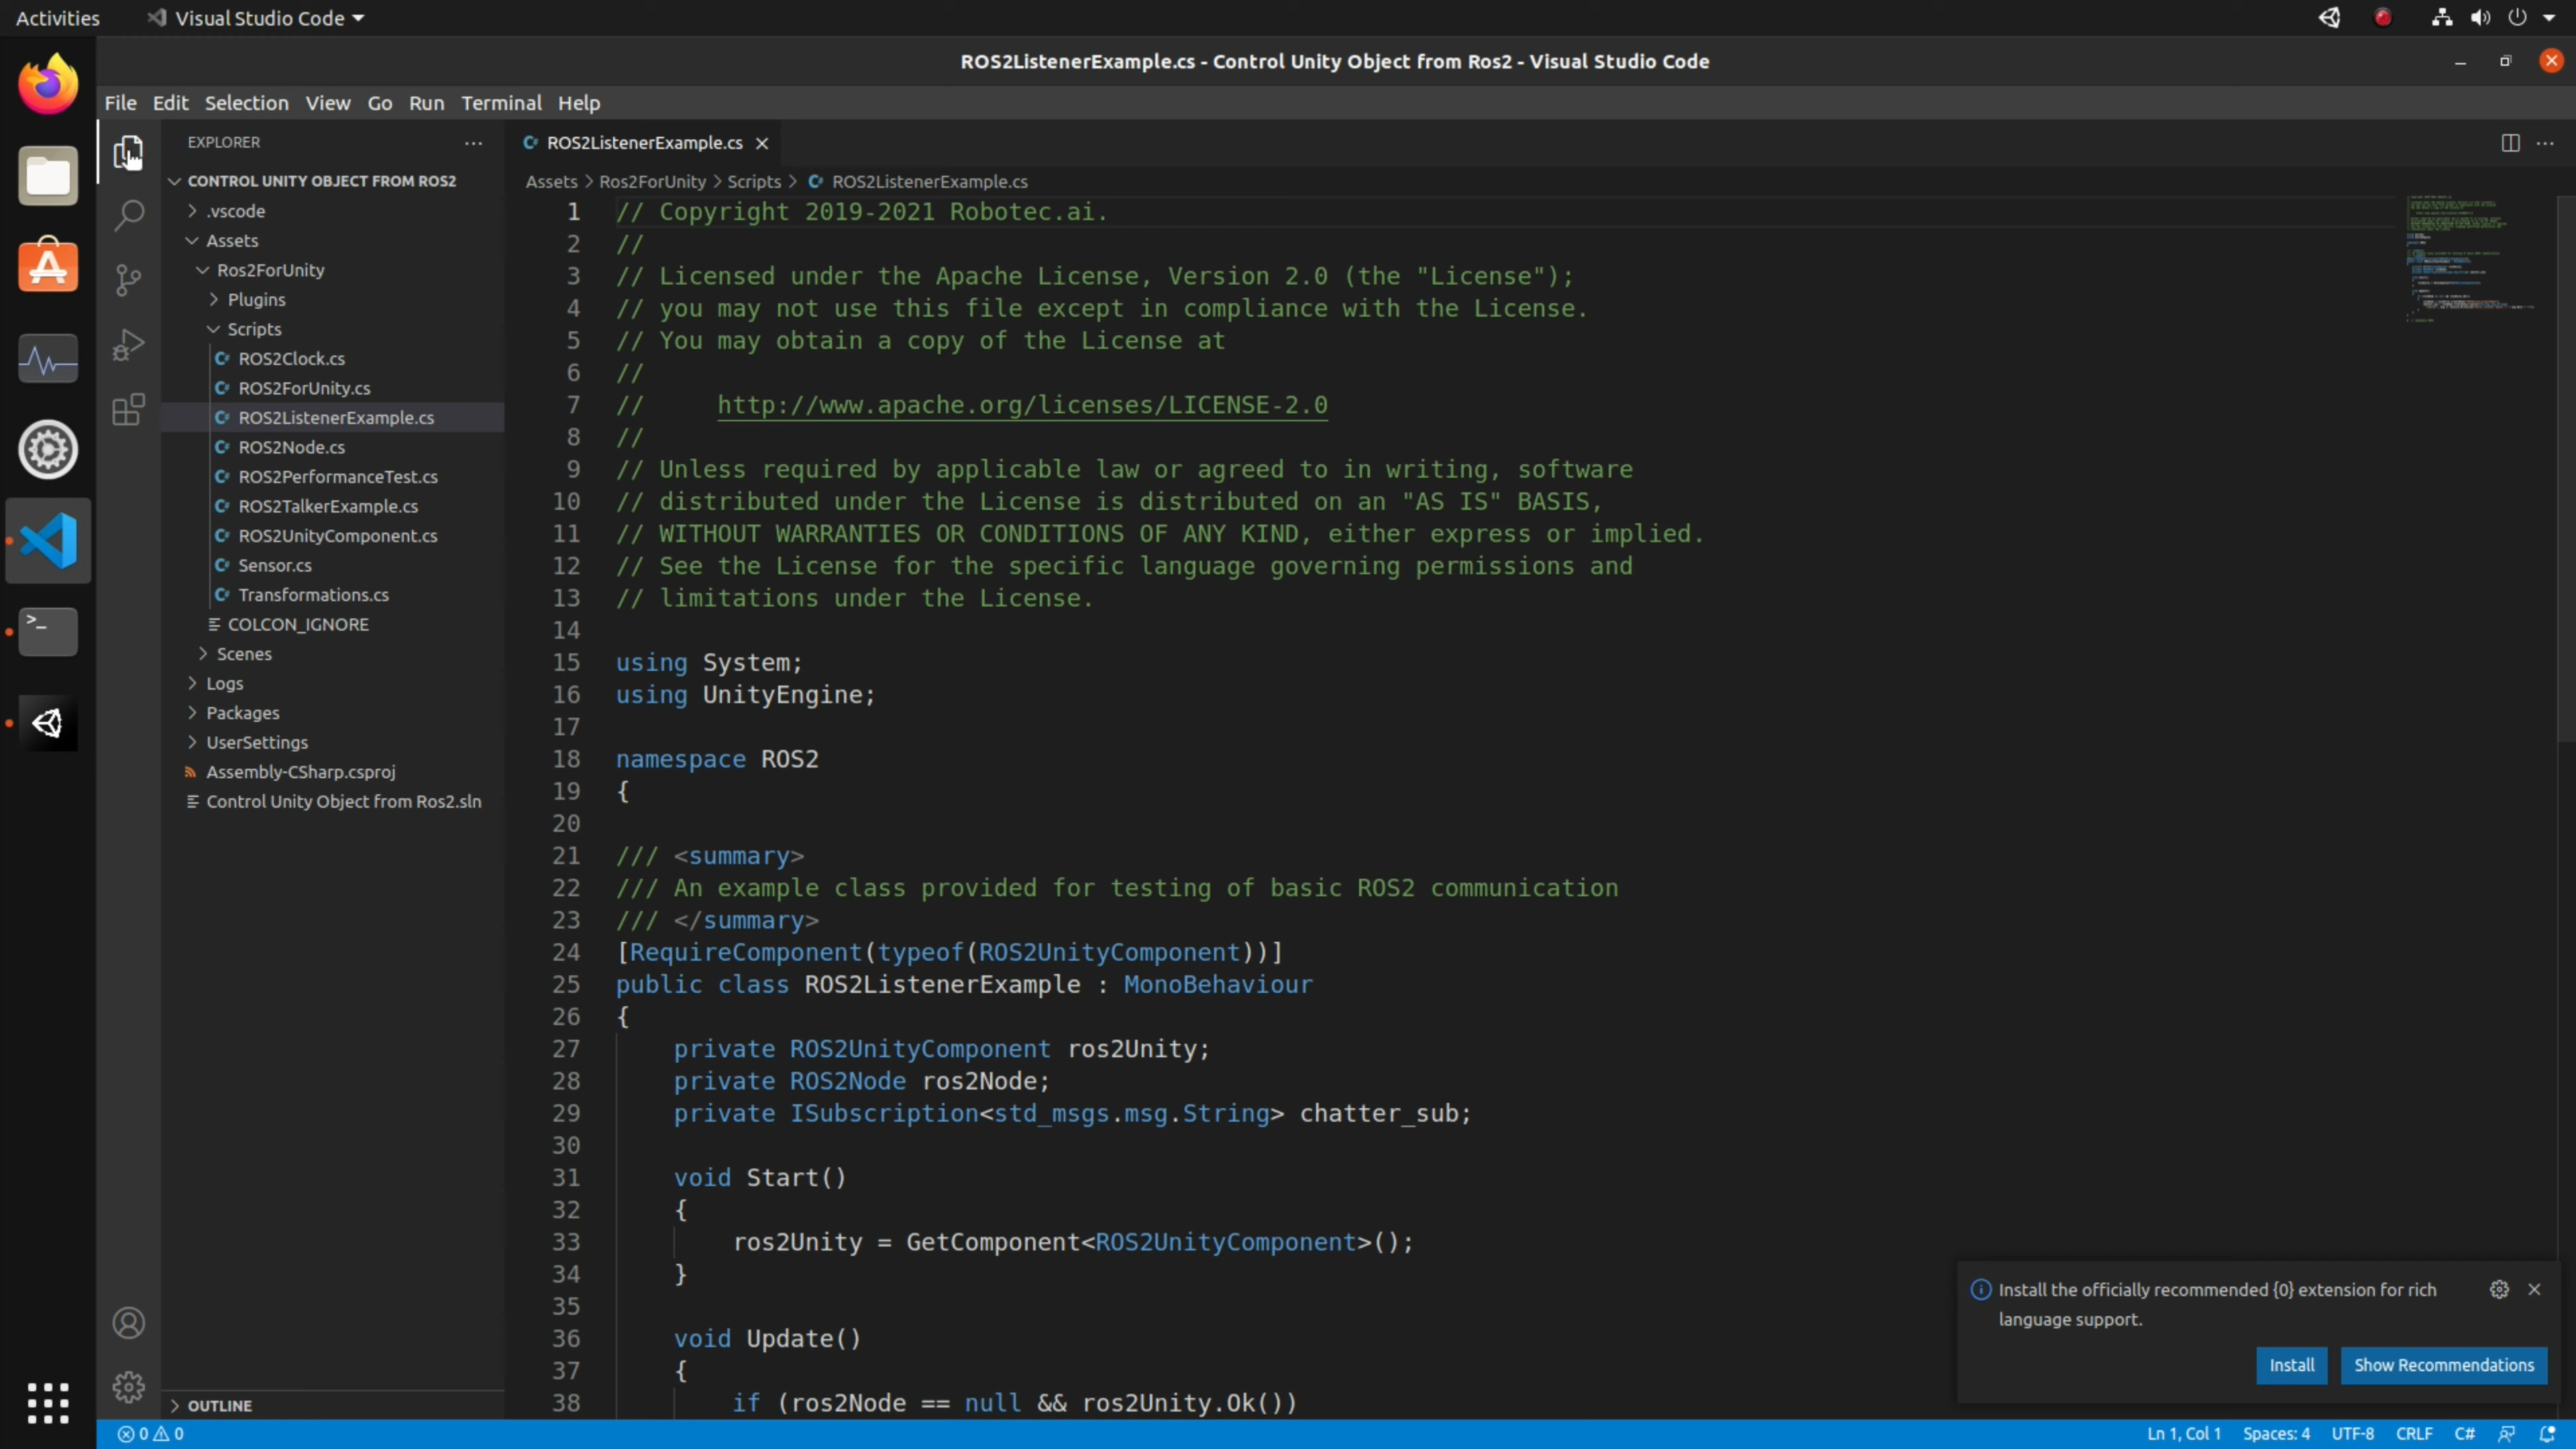 Activities
Visual Studio Code
ROS2ListenerExample.cs - Control Unity Object from Ros2 - Visual Studio Code
File Edit Selection View Go Run Terminal Help
EXPLORER
CONTROL UNITY OBJECT FROM ROS2
.vscode
Assets
Ros2ForUnity
Plugins
Scripts
ROS2Clock.cs
ROS2ForUnity.cs
ROS2ListenerExample.cs
ROS2Node.cs
ROS2PerformanceTest.cs
ROS2TalkerExample.cs
ROS2UnityComponent.cs
Sensor.cs
Transformations.cs
COLCON_IGNORE
Scenes
Logs
Packages
UserSettings
Assembly-CSharp.csproj
Control Unity Object from Ros2.sln
OUTLINE
ROS2ListenerExample.cs
Assets > Ros2ForUnity > Scripts > ROS2ListenerExample.cs
1 // Copyright 2019-2021 Robotec.ai.
2 //
3 // Licensed under the Apache License, Version 2.0 (the "License");
4 // you may not use this file except in compliance with the License.
5 // You may obtain a copy of the License at
6 //
7 //     http://www.apache.org/licenses/LICENSE-2.0
8 //
9 // Unless required by applicable law or agreed to in writing, software
10 // distributed under the License is distributed on an "AS IS" BASIS,
11 // WITHOUT WARRANTIES OR CONDITIONS OF ANY KIND, either express or implied.
12 // See the License for the specific language governing permissions and
13 // limitations under the License.
14
15 using System;
16 using UnityEngine;
17
18 namespace ROS2
19 {
20
21 /// <summary>
22 /// An example class provided for testing of basic ROS2 communication
23 /// </summary>
24 [RequireComponent(typeof(ROS2UnityComponent))]
25 public class ROS2ListenerExample : MonoBehaviour
26 {
27     private ROS2UnityComponent ros2Unity;
28     private ROS2Node ros2Node;
29     private ISubscription<std_msgs.msg.String> chatter_sub;
30
31     void Start()
32     {
33         ros2Unity = GetComponent<ROS2UnityComponent>();
34     }
35
36     void Update()
37     {
38         if (ros2Node == null && ros2Unity.Ok())
Install the officially recommended {0} extension for rich
language support.
Install
Show Recommendations
0 0
Ln 1, Col 1 Spaces: 4 UTF-8 CRLF C#